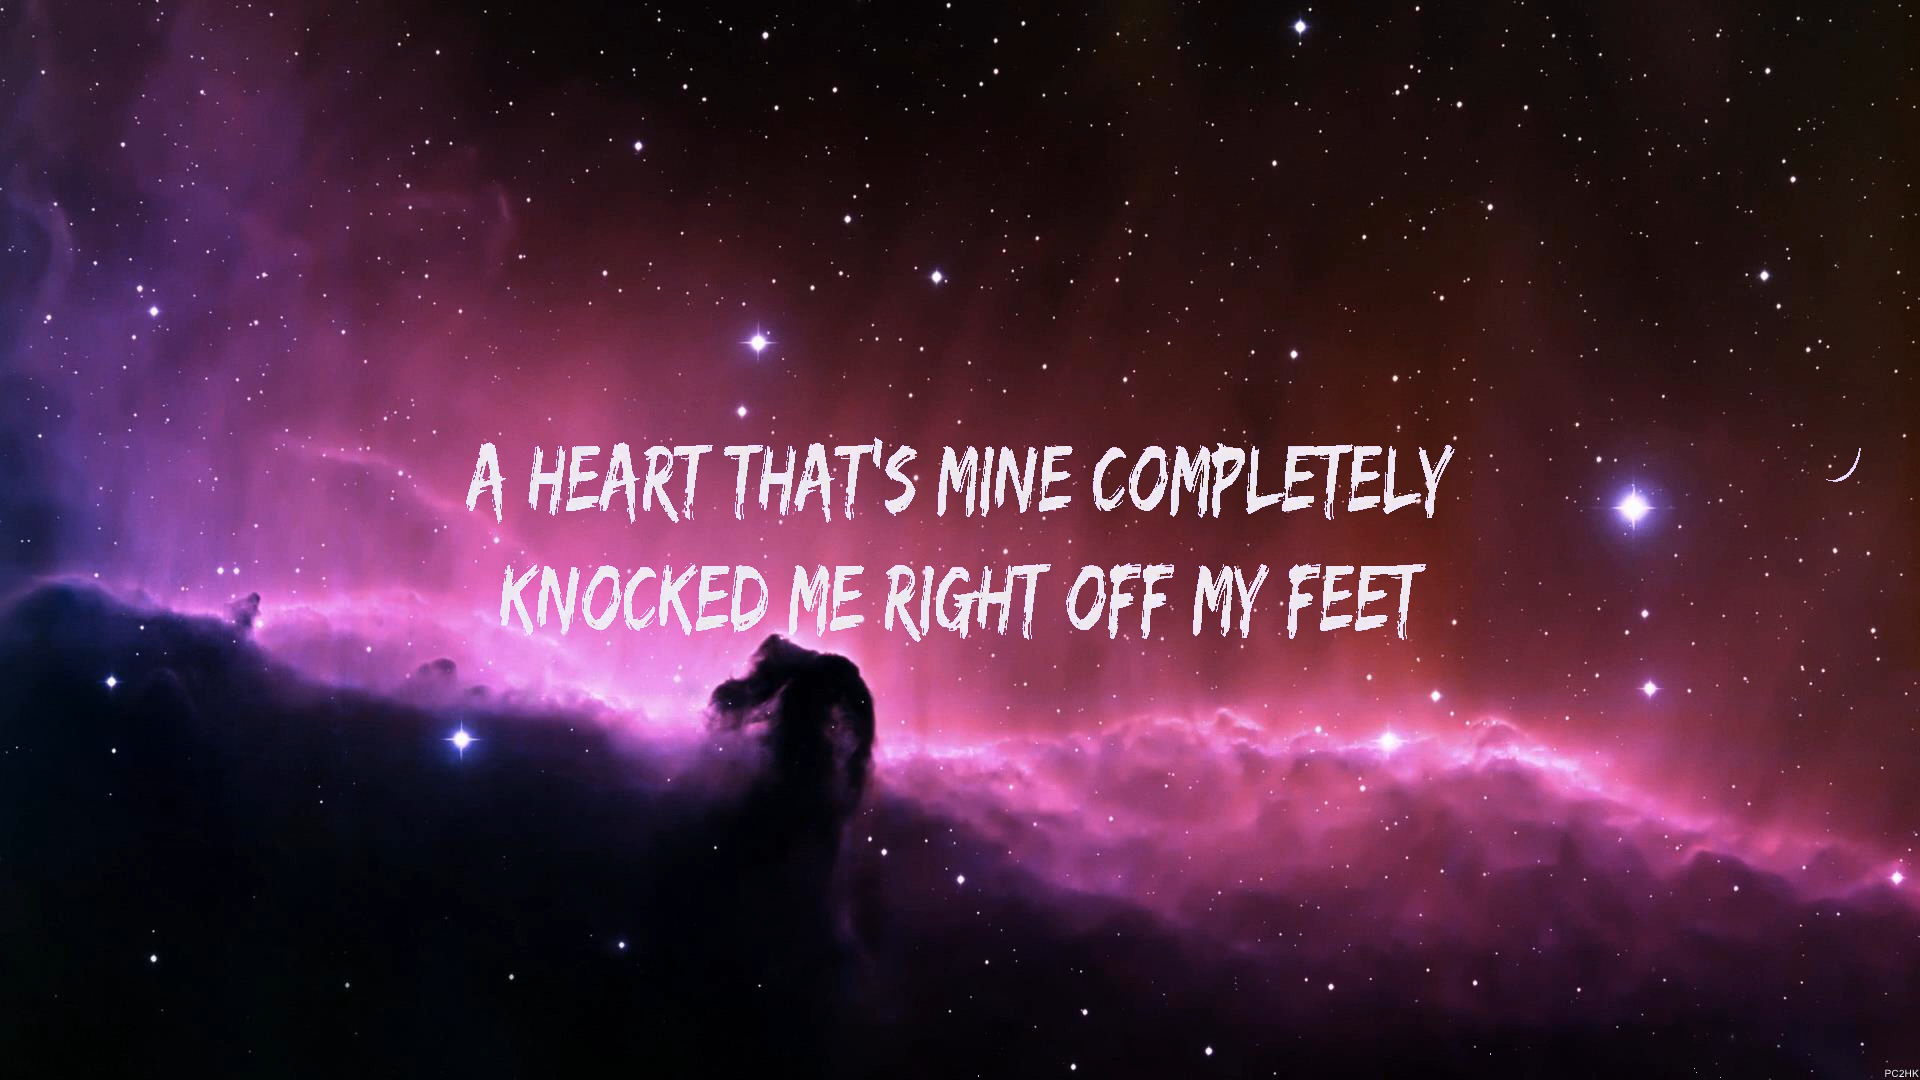 A HEART THAT'S MINE COMPLETELY
KNOCKED ME RIGHT OFF MY FEET
PC2HK